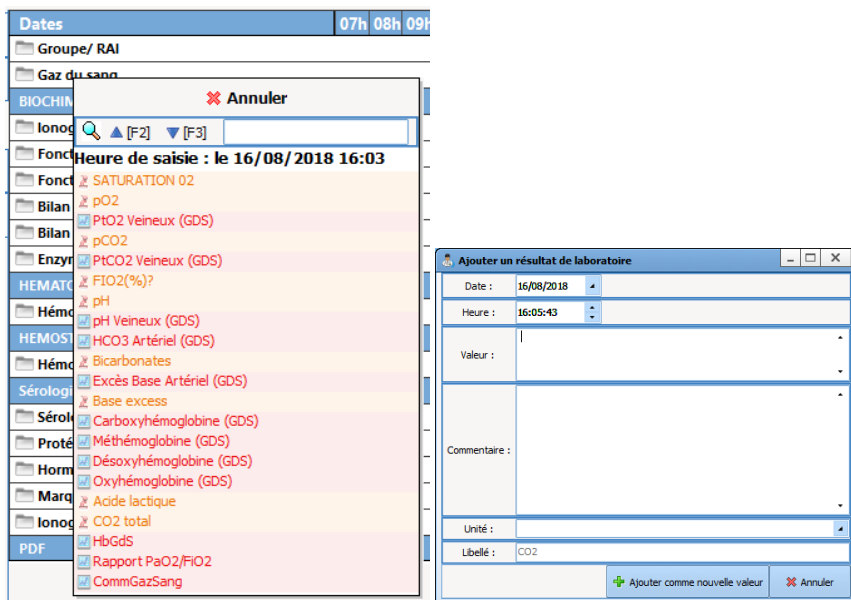 Dates 07h 08h 09h
Groupe/ RAI
Gaz du sang
Annuler
BIOCHIM
[F2] [F3]
Ionog
Heure de saisie : le 16/08/2018 16:03
Fonct
SATURATION 02
Fonct
pO2
Bilan
PtO2 Veineux (GDS)
Bilan
pCO2
PtCO2 Veineux (GDS)
Enzym
FIO2(%)?
HEMATO
pH
Hémo
pH Veineux (GDS)
HEMOST
HCO3 Artériel (GDS)
Hémo
Bicarbonates
Excès Base Artériel (GDS)
Sérologi
Base excess
Sérolo
Carboxyhémoglobine (GDS)
Proté
Méthémoglobine (GDS)
Désoxyhémoglobine (GDS)
Horm
Oxyhémoglobine (GDS)
Marq
Acide lactique
Ionog
CO2 total
PDF
HbGdS
Rapport PaO2/FiO2
CommGazSang
Ajouter un résultat de laboratoire
Date : 16/08/2018
Heure : 16:05:43
Valeur :
Commentaire :
Unité :
Libellé : CO2
Ajouter comme nouvelle valeur Annuler